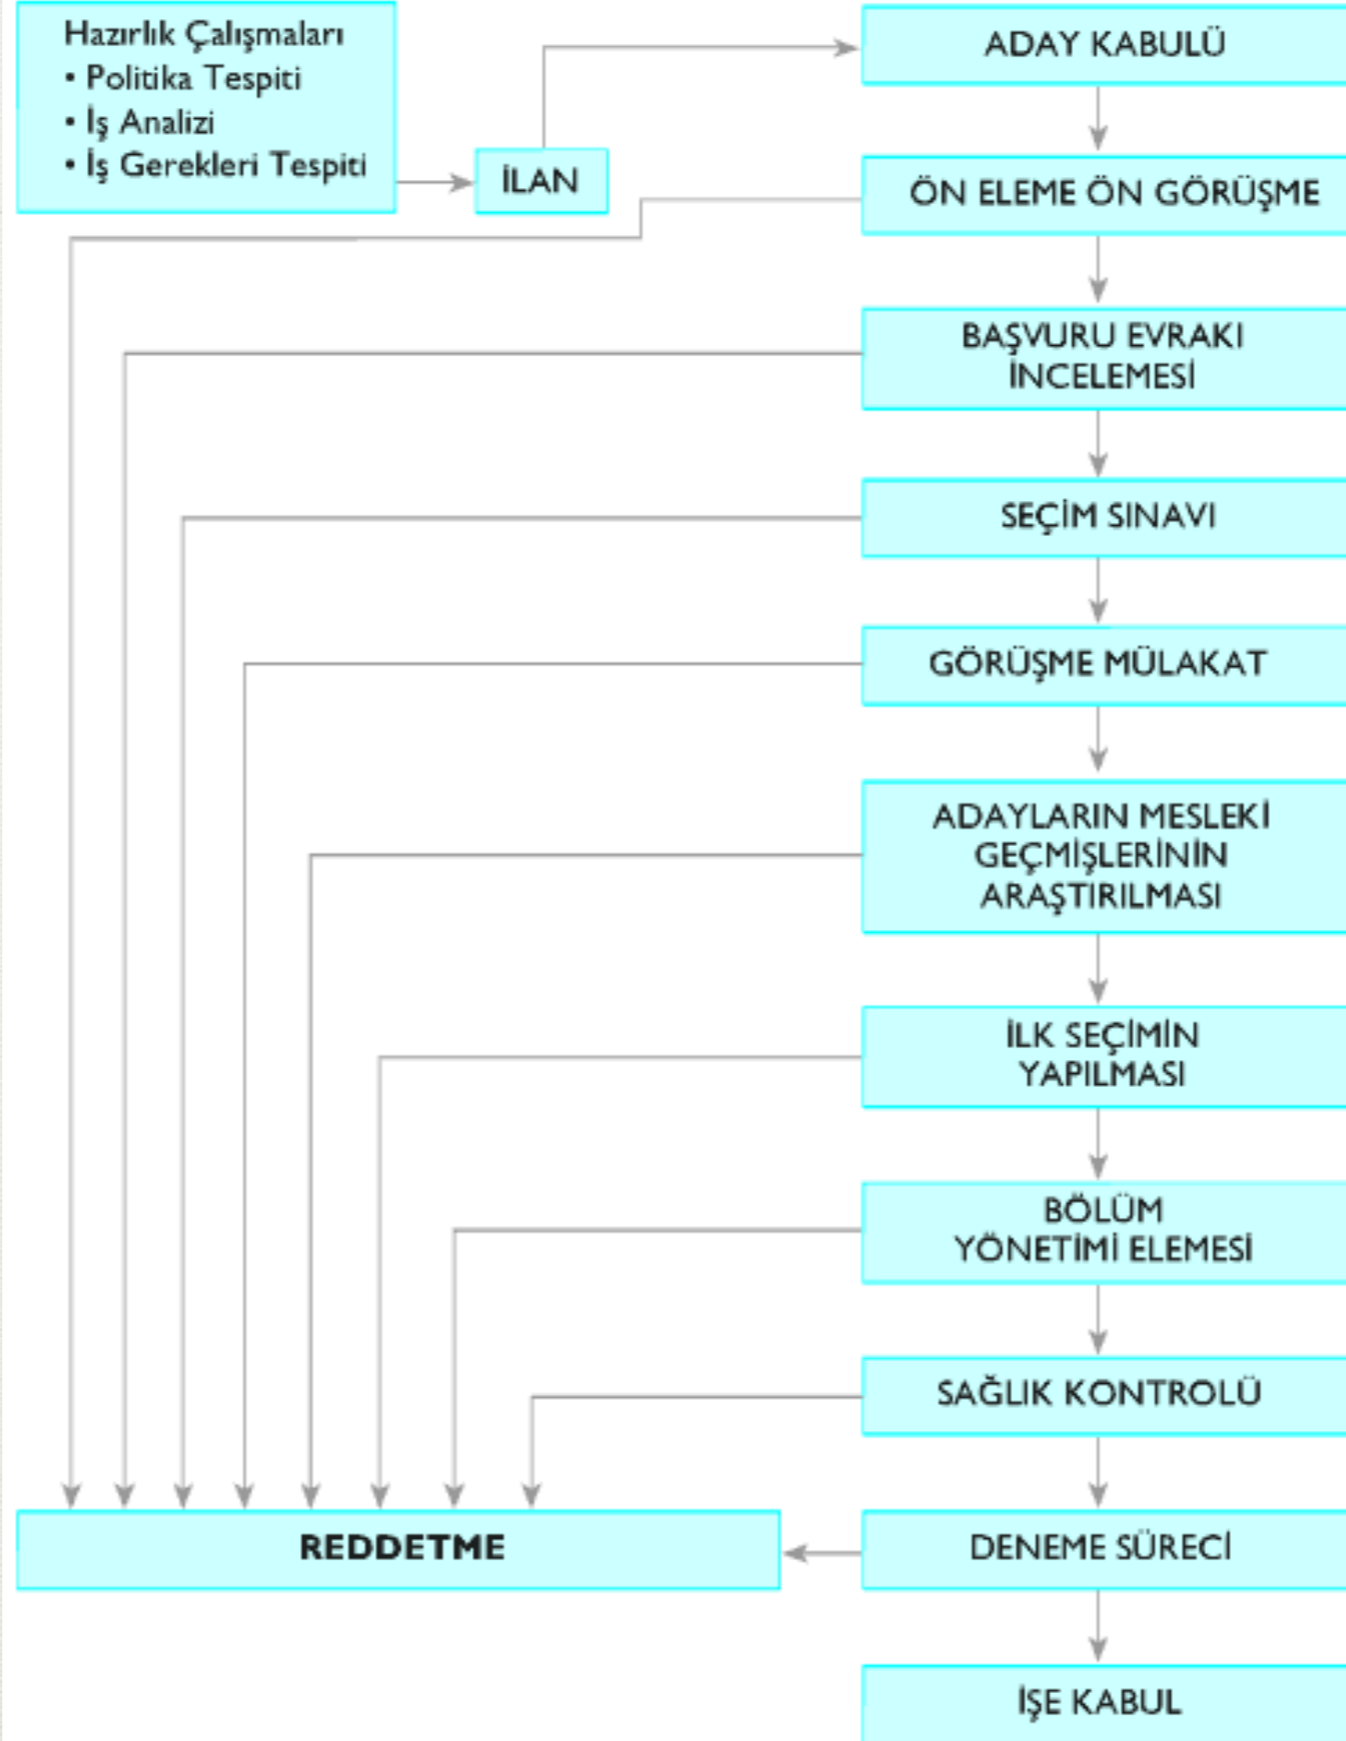 Hazırlık Çalışmaları
• Politika Tespiti
• İş Analizi
• İş Gerekleri Tespiti
İLAN
ADAY KABULÜ
ÖN ELEME ÖN GÖRÜŞME
BAŞVURU EVRAKI
İNCELEMESİ
SEÇİM SINAVI
GÖRÜŞME MÜLAKAT
ADAYLARIN MESLEKİ
GEÇMİŞLERİNİN
ARAŞTIRILMASI
İLK SEÇİMİN
YAPILMASI
BÖLÜM
YÖNETİMİ ELEMESİ
SAĞLIK KONTROLÜ
REDDETME
DENEME SÜRECİ
İŞE KABUL